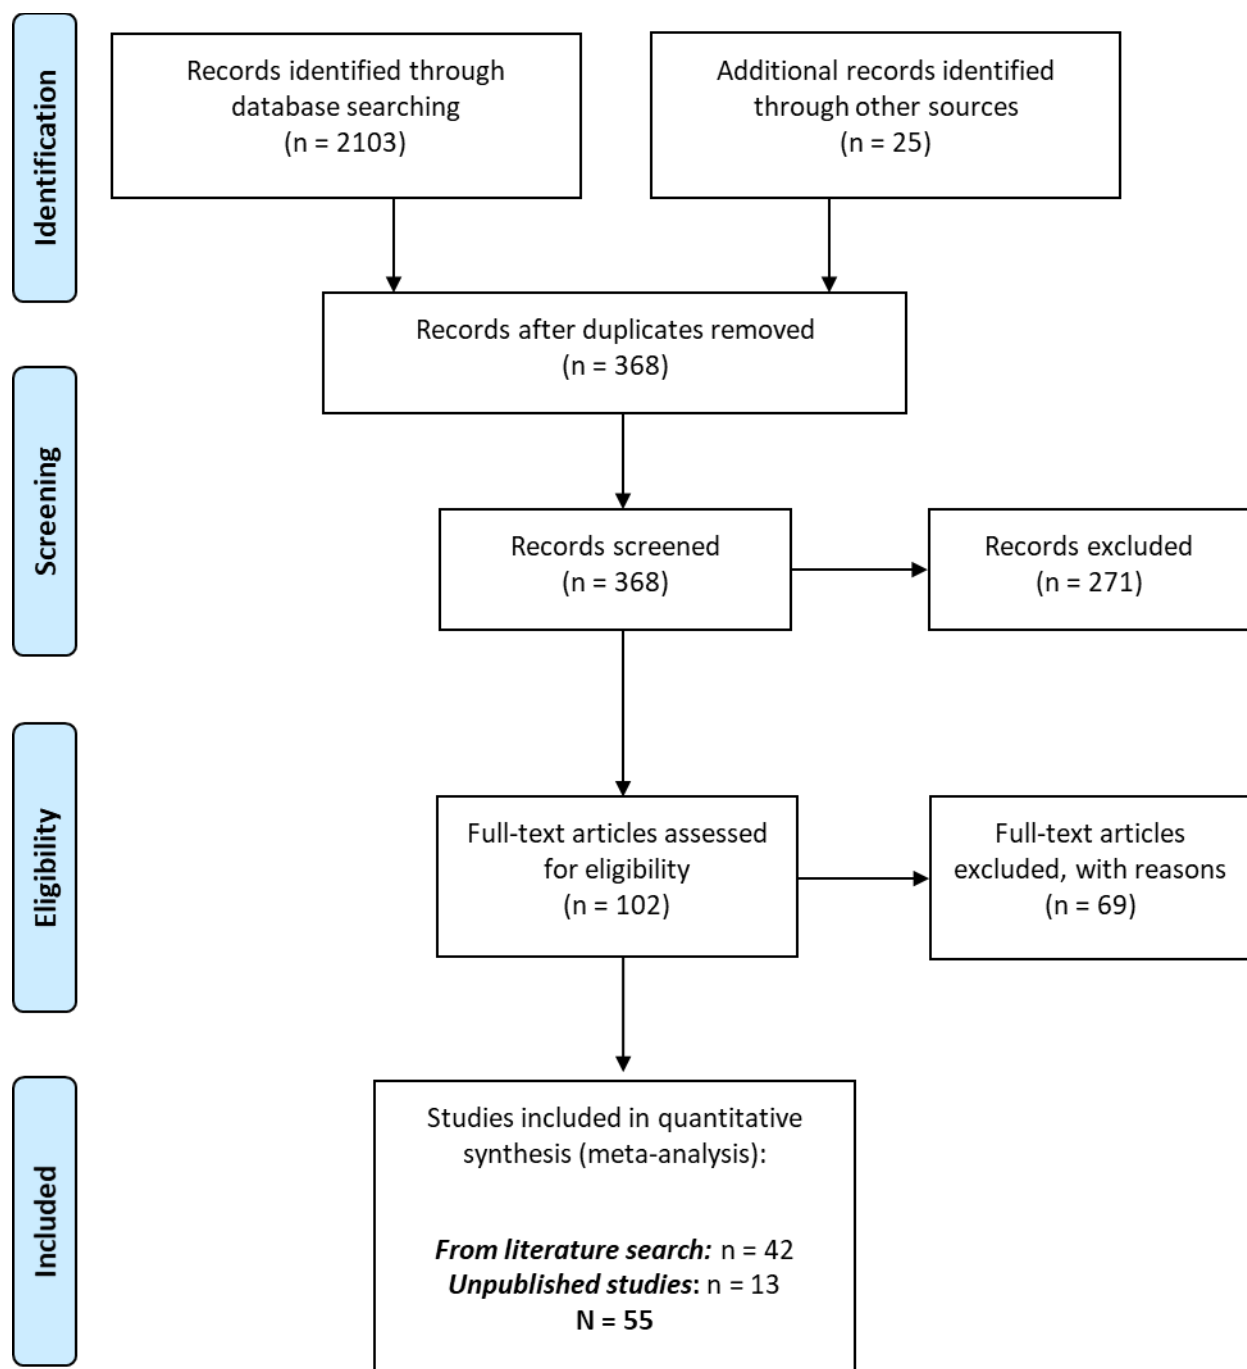 Identification
Records identified through
database searching
(n = 2103)
Additional records identified
through other sources
(n = 25)
Records after duplicates removed
(n = 368)
Screening
Records screened
(n = 368)
Records excluded
(n = 271)
Eligibility
Full-text articles assessed
for eligibility
(n = 102)
Full-text articles
excluded, with reasons
(n = 69)
Included
Studies included in quantitative
synthesis (meta-analysis):
From literature search: n = 42
Unpublished studies: n = 13
N = 55